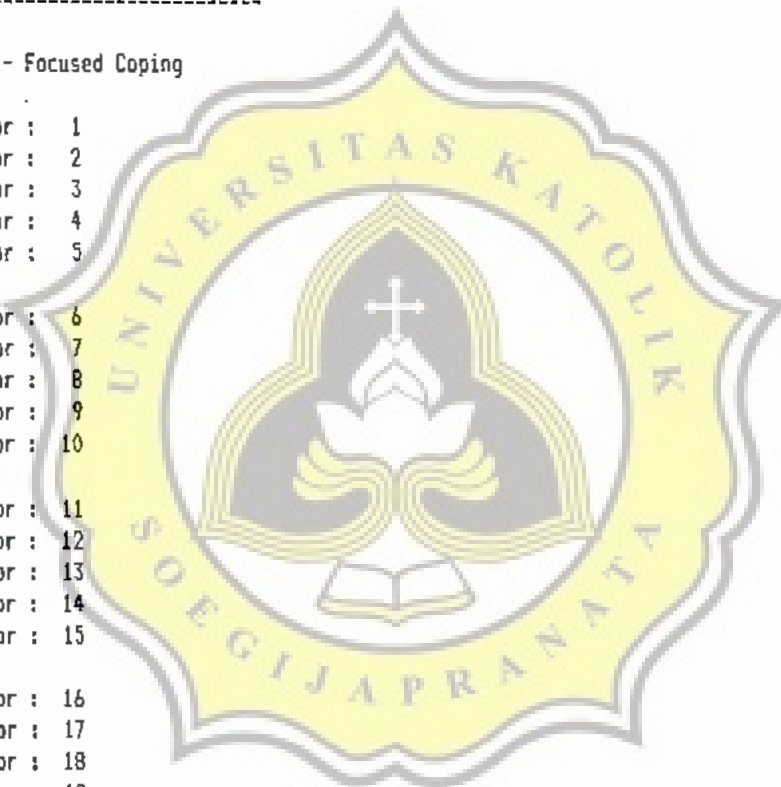 - Focused Coping
or : 1
or : 2
or : 3
or : 4
or : 5
or : 6
or : 7
or : 8
or : 9
or : 10
or : 11
or : 12
or : 13
or : 14
or : 15
or : 16
or : 17
or : 18
UNIVERSITAS KATOLIK
SOEGIJAPRANATA